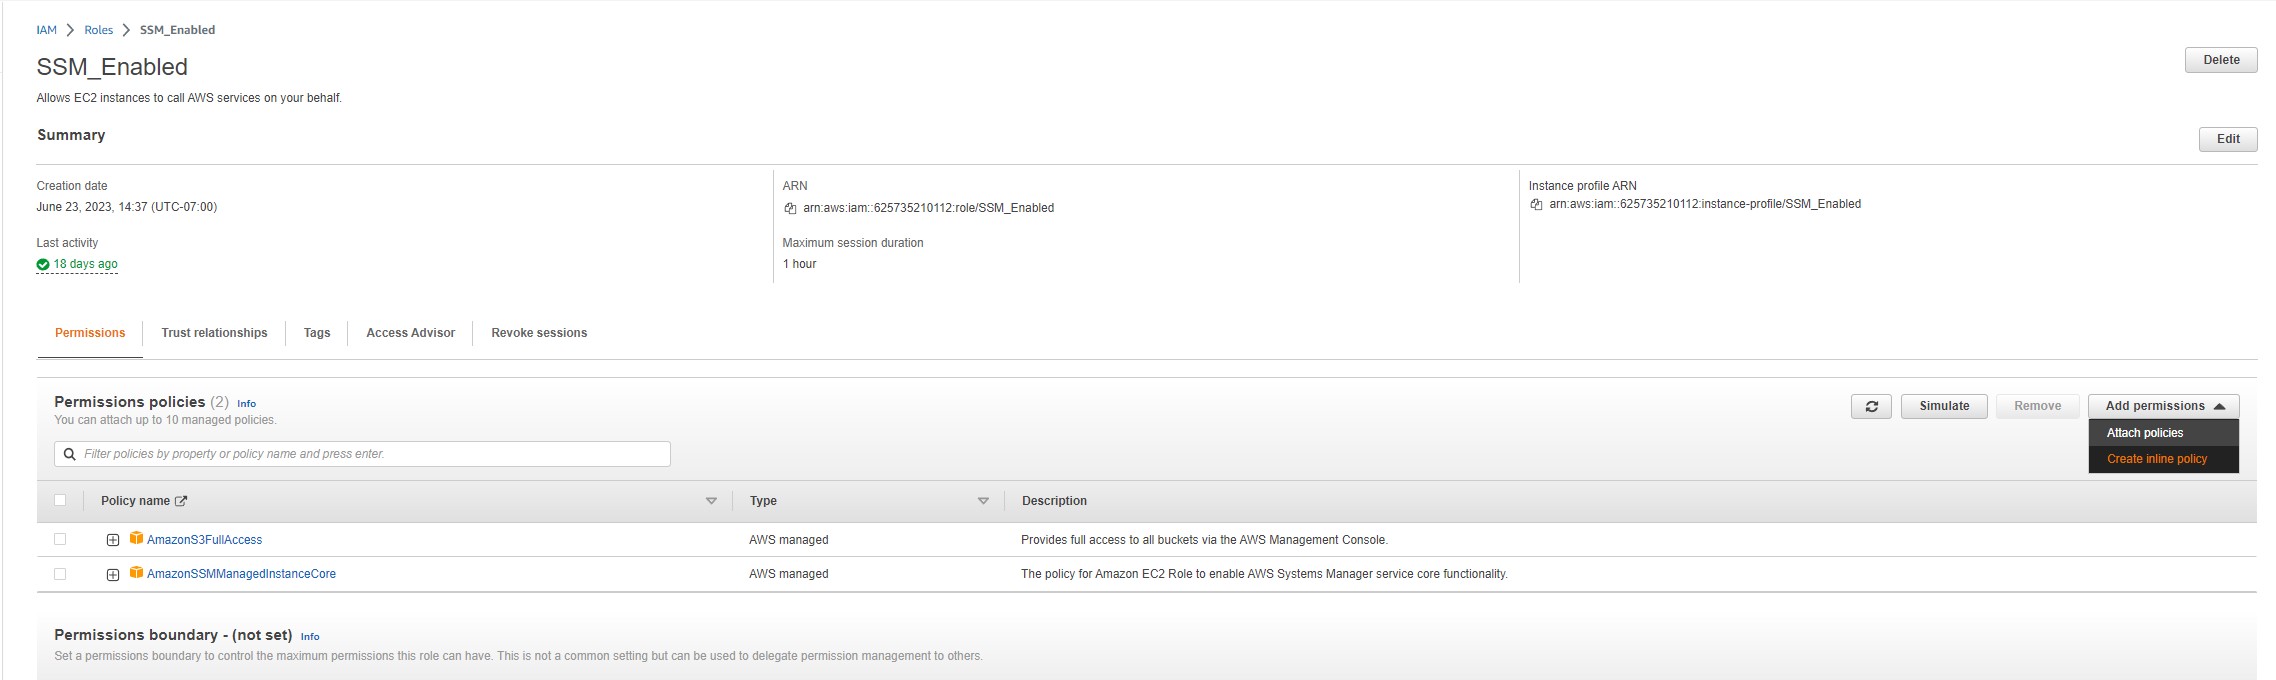 IAM > Roles > SSM_Enabled
SSM_Enabled
Delete
Allows EC2 instances to call AWS services on your behalf.
Summary
Edit
Creation date
ARN
Instance profile ARN
June 23, 2023, 14:37 (UTC-07:00)
arn:aws:iam::625735210112:role/SSM_Enabled
arn:aws:iam::625735210112:instance-profile/SSM_Enabled
Last activity
Maximum session duration
18 days ago
1 hour
Permissions Trust relationships Tags Access Advisor Revoke sessions
Permissions policies (2) Info
You can attach up to 10 managed policies.
Simulate Remove Add permissions
Attach policies
Create inline policy
Filter policies by property or policy name and press enter.
Policy name Type Description
AmazonS3FullAccess AWS managed Provides full access to all buckets via the AWS Management Console.
AmazonSSMManagedInstanceCore AWS managed The policy for Amazon EC2 Role to enable AWS Systems Manager service core functionality.
Permissions boundary - (not set) Info
Set a permissions boundary to control the maximum permissions this role can have. This is not a common setting but can be used to delegate permission management to others.